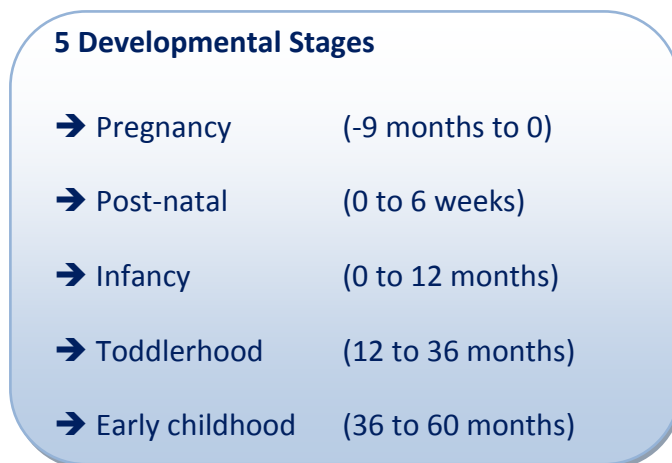 5 Developmental Stages
➔ Pregnancy (-9 months to 0)
➔ Post-natal (0 to 6 weeks)
➔ Infancy (0 to 12 months)
➔ Toddlerhood (12 to 36 months)
➔ Early childhood (36 to 60 months)